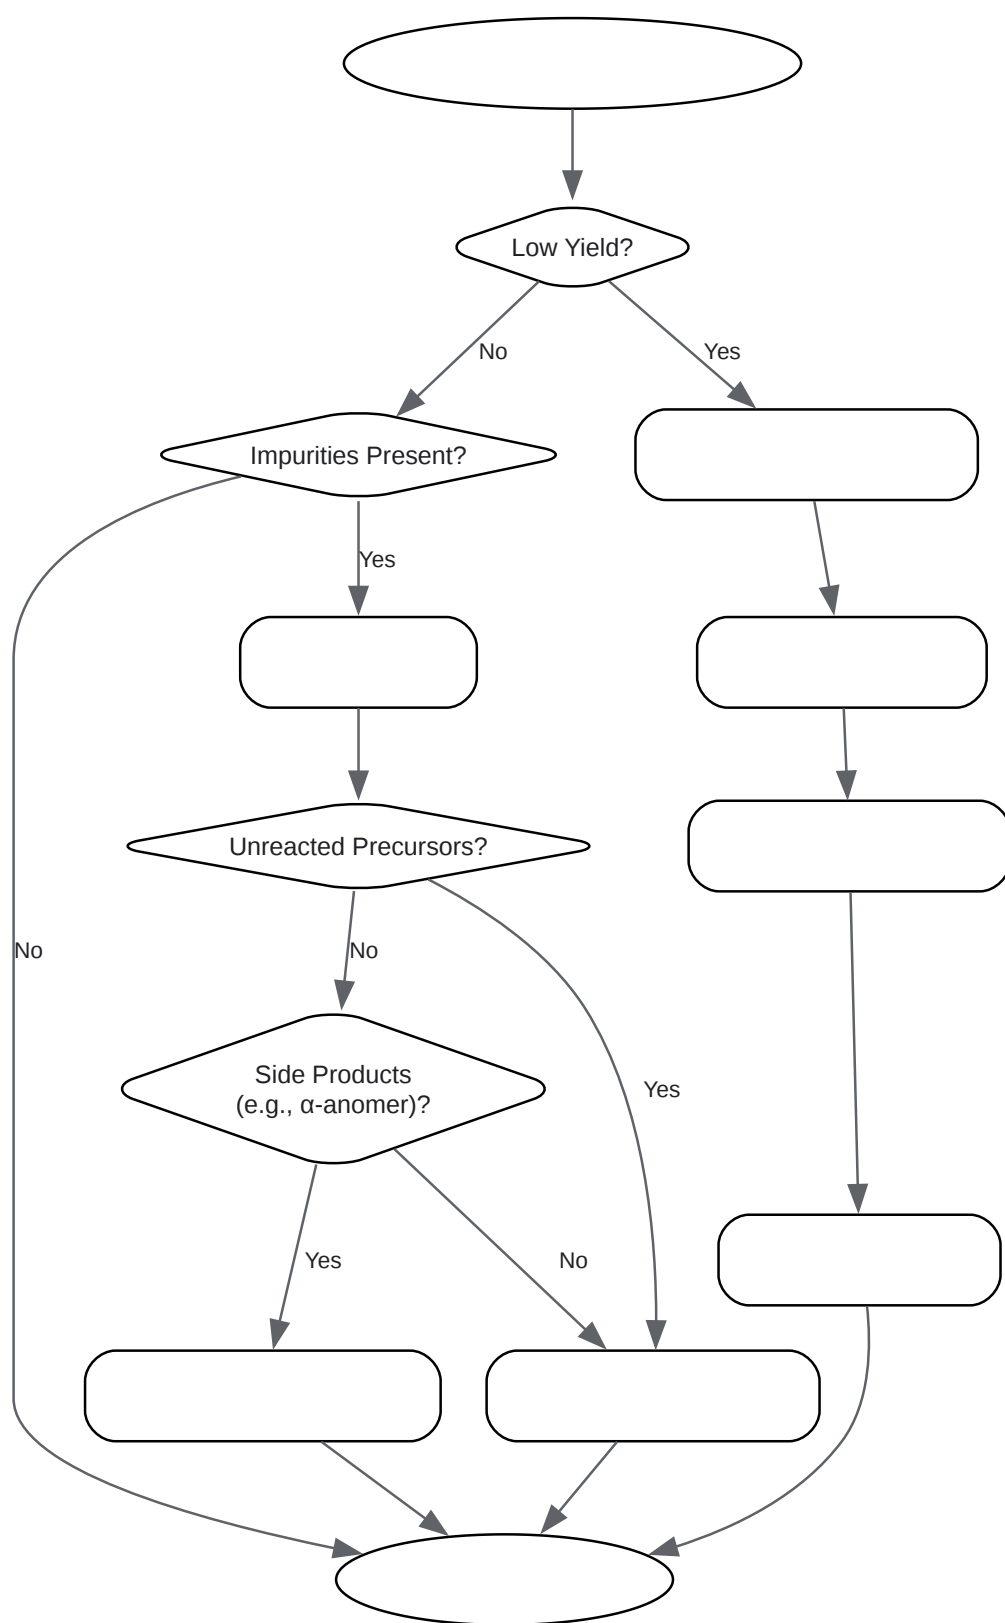 Low Yield?
No
Yes
Impurities Present?
Yes
Unreacted Precursors?
No
No
Side Products
(e.g., α-anomer)?
Yes
Yes
No